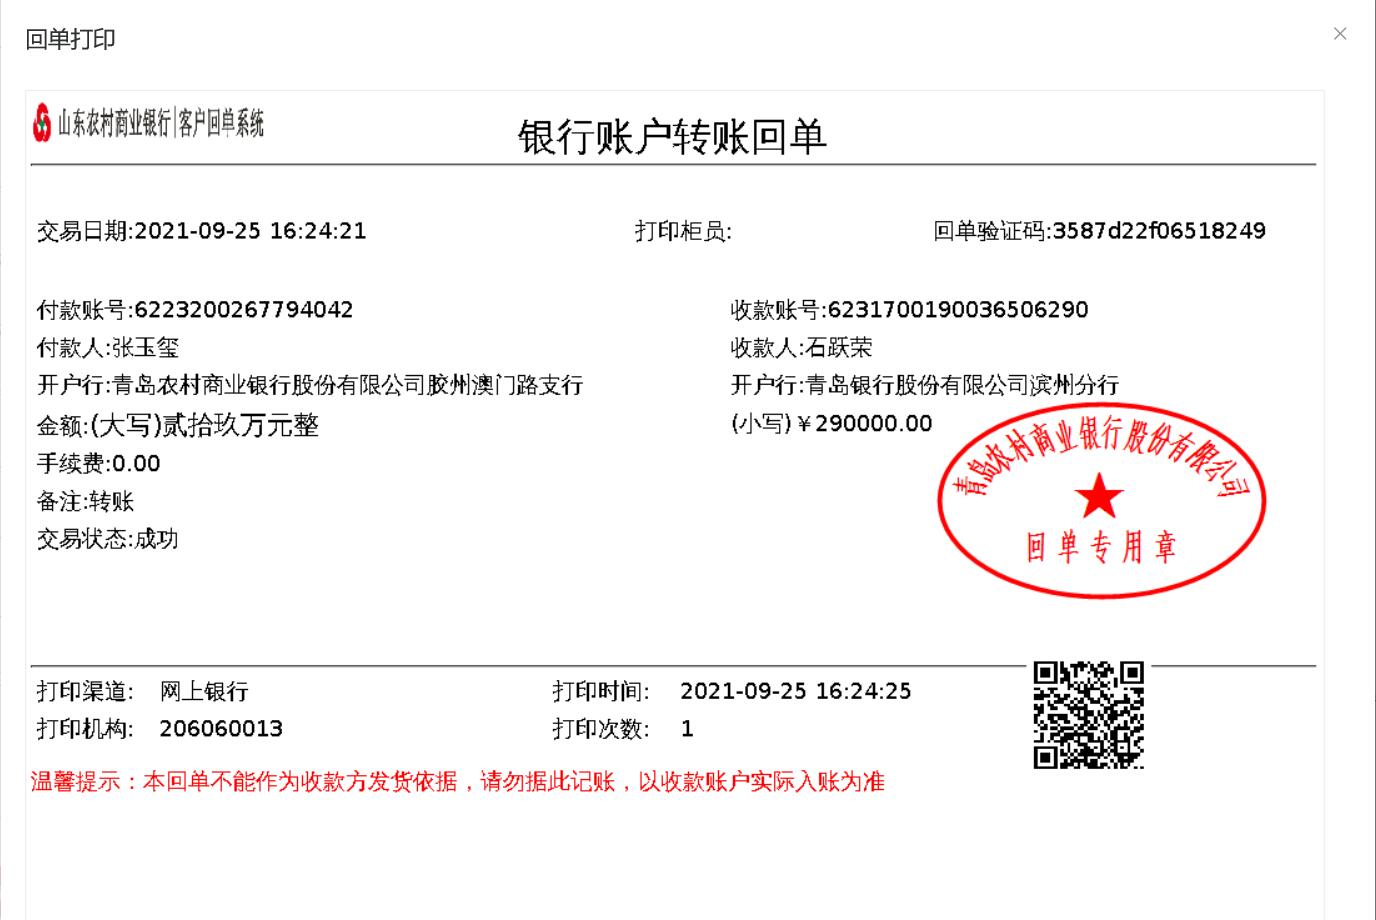 回单打印
山东农村商业银行|客户回单系统
银行账户转账回单
交易日期:2021-09-25 16:24:21 打印柜员: 回单验证码:3587d22f06518249
付款账号:6223200267794042 收款账号:6231700190036506290
付款人:张玉玺 收款人:石跃荣
开户行:青岛农村商业银行股份有限公司胶州澳门路支行 开户行:青岛银行股份有限公司滨州分行
金额:(大写)贰拾玖万元整 (小写)￥290000.00
手续费:0.00
备注:转账
交易状态:成功
青岛农村商业银行股份有限公司
回单专用章
打印渠道: 网上银行 打印时间: 2021-09-25 16:24:25
打印机构: 206060013 打印次数: 1
温馨提示：本回单不能作为收款方发货依据，请勿据此记账，以收款账户实际入账为准